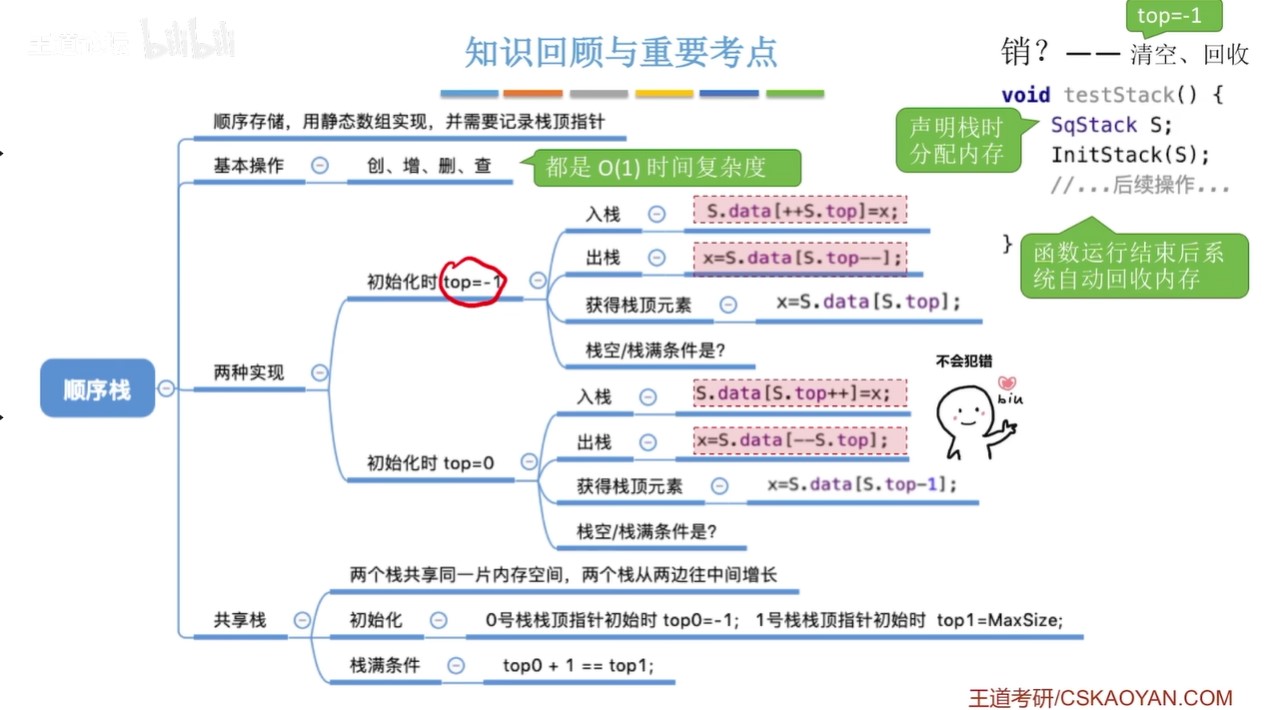 bilibili
top=-1
知识回顾与重要考点
销？—— 清空、回收
void testStack() {
SqStack S;
InitStack(S);
//...后续操作...
}
声明栈时
分配内存
函数运行结束后系
统自动回收内存
顺序存储，用静态数组实现，并需要记录栈顶指针
基本操作
创、增、删、查
都是 O(1) 时间复杂度
顺序栈
两种实现
初始化时 top=-1
入栈
S.data[++S.top]=x;
出栈
x=S.data[S.top--];
获得栈顶元素
x=S.data[S.top];
栈空/栈满条件是?
初始化时 top=0
入栈
S.data[S.top++]=x;
出栈
x=S.data[--S.top];
获得栈顶元素
x=S.data[S.top-1];
栈空/栈满条件是?
不会犯错
biu
共享栈
两个栈共享同一片内存空间，两个栈从两边往中间增长
初始化
0号栈栈顶指针初始时 top0=-1； 1号栈栈顶指针初始时 top1=MaxSize;
栈满条件
top0 + 1 == top1;
王道考研/CSKAOYAN.COM